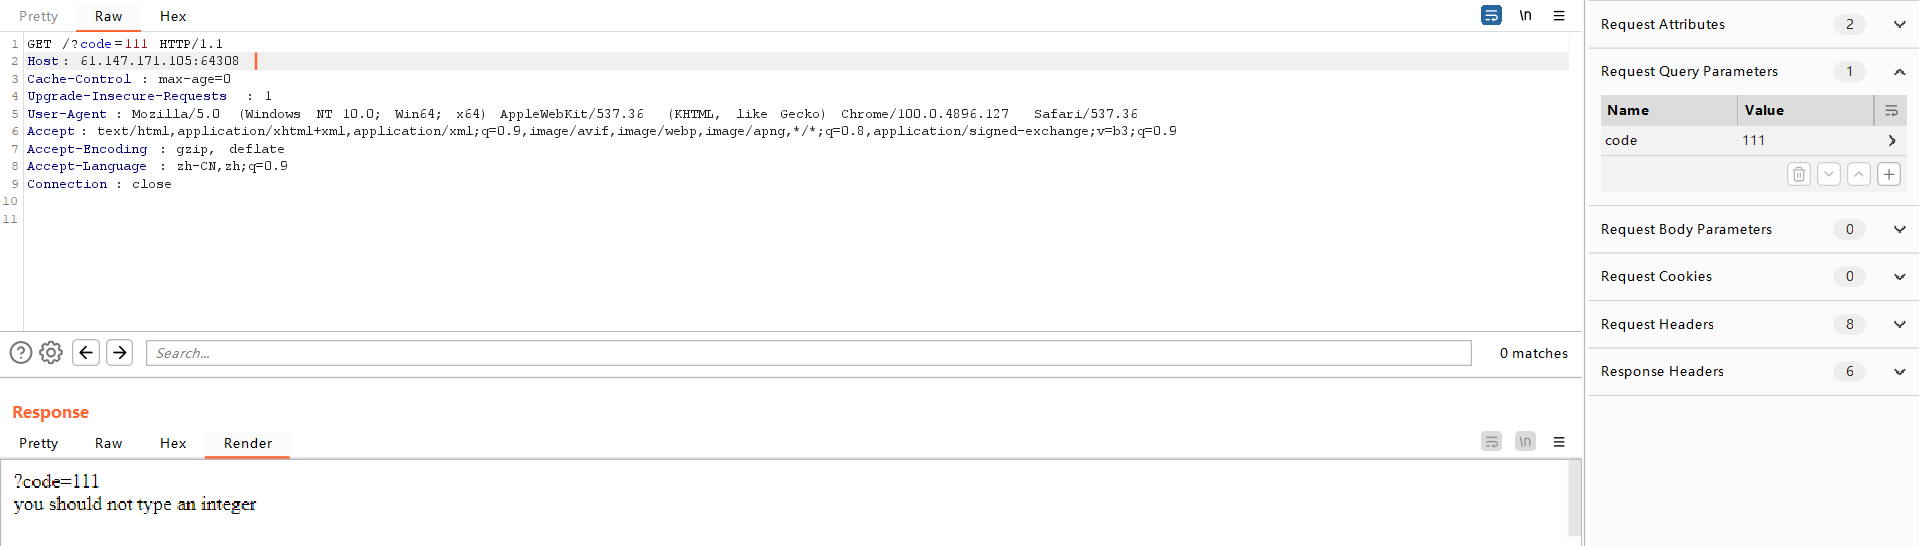 Pretty Raw Hex \n
1 GET /?code=111 HTTP/1.1
2 Host: 61.147.171.105:64308
3 Cache-Control : max-age=0
4 Upgrade-Insecure-Requests : 1
5 User-Agent : Mozilla/5.0 (Windows NT 10.0; Win64; x64) AppleWebKit/537.36 (KHTML, like Gecko) Chrome/100.0.4896.127 Safari/537.36
6 Accept : text/html,application/xhtml+xml,application/xml;q=0.9,image/avif,image/webp,image/apng,*/*;q=0.8,application/signed-exchange;v=b3;q=0.9
7 Accept-Encoding : gzip, deflate
8 Accept-Language : zh-CN,zh;q=0.9
9 Connection : close
10
11
? Search... 0 matches
Response
Pretty Raw Hex Render \n
?code=111
you should not type an integer
Request Attributes 2
Request Query Parameters 1
Name Value
code 111
Request Body Parameters 0
Request Cookies 0
Request Headers 8
Response Headers 6